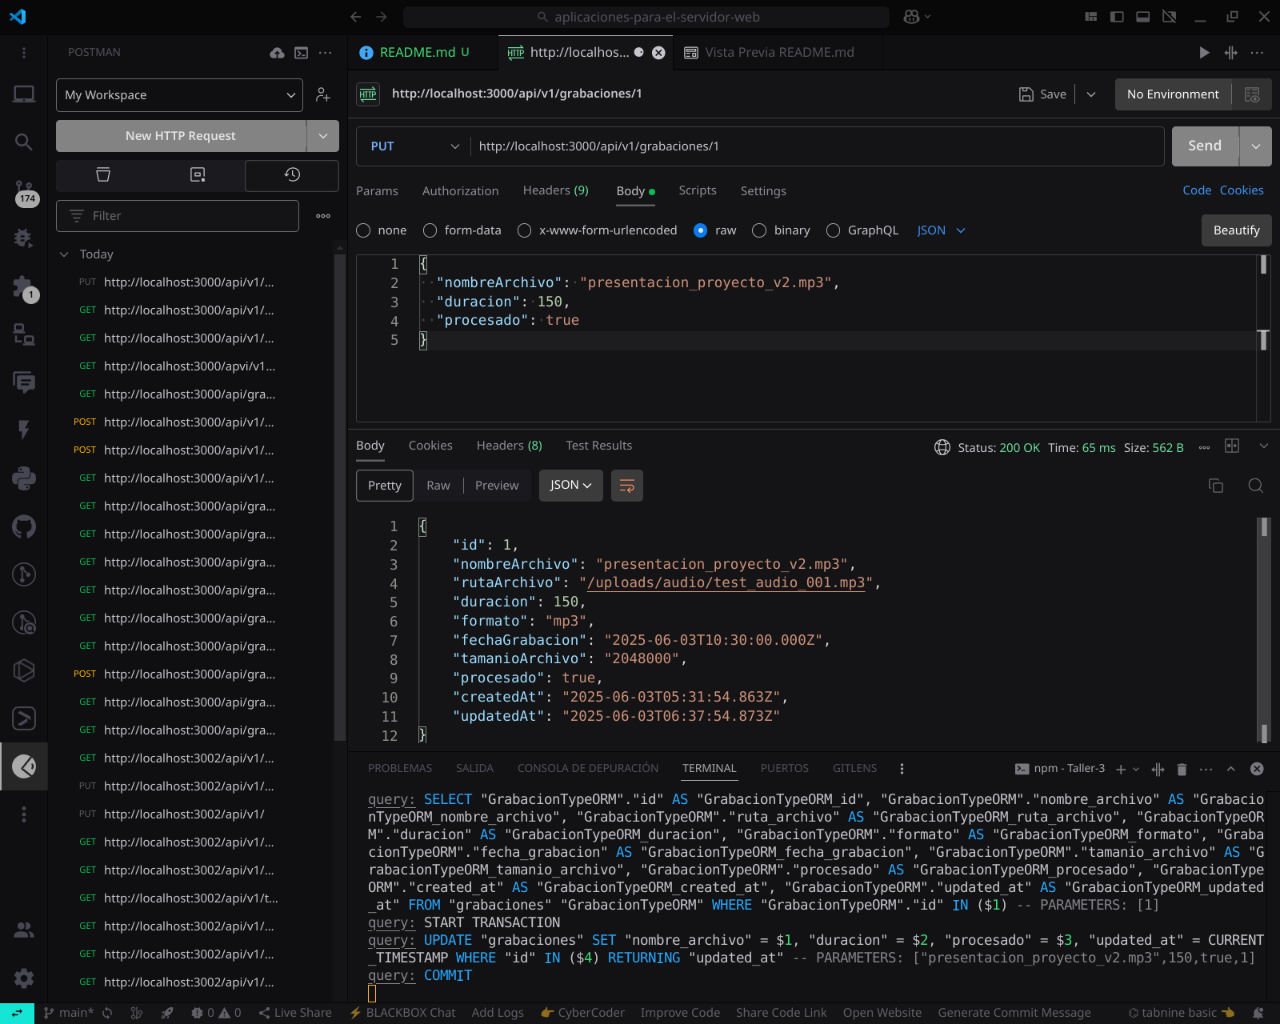 aplicaciones-para-el-servidor-web
POSTMAN
README.md U
http://localhos...
Vista Previa README.md
My Workspace
New HTTP Request
174
1
Filter
Today
PUT http://localhost:3000/api/v1/...
GET http://localhost:3000/api/v1/...
GET http://localhost:3000/api/v1/...
GET http://localhost:3000/apvi/v1...
GET http://localhost:3000/api/gra...
POST http://localhost:3000/api/v1/...
POST http://localhost:3000/api/v1/...
GET http://localhost:3000/api/v1/...
GET http://localhost:3000/api/gra...
GET http://localhost:3000/api/gra...
GET http://localhost:3000/api/gra...
GET http://localhost:3000/api/gra...
GET http://localhost:3000/api/gra...
GET http://localhost:3000/api/gra...
POST http://localhost:3000/api/gra...
GET http://localhost:3000/api/gra...
GET http://localhost:3000/api/gra...
GET http://localhost:3002/api/v1/...
PUT http://localhost:3002/api/v1/...
PUT http://localhost:3002/api/v1/
GET http://localhost:3002/api/v1/...
GET http://localhost:3002/api/v1/...
GET http://localhost:3002/api/v1/t...
GET http://localhost:3002/api/v1/...
GET http://localhost:3002/api/v1/...
GET http://localhost:3002/api/v1/...
HTTP http://localhost:3000/api/v1/grabaciones/1
Save
No Environment
PUT http://localhost:3000/api/v1/grabaciones/1
Send
Params Authorization Headers (9) Body Scripts Settings
Code Cookies
none form-data x-www-form-urlencoded raw binary GraphQL JSON
Beautify
1 {
2 "nombreArchivo": "presentacion_proyecto_v2.mp3",
3 "duracion": 150,
4 "procesado": true
5 }
Body Cookies Headers (8) Test Results
Status: 200 OK Time: 65 ms Size: 562 B
Pretty Raw Preview JSON
1 {
2 "id": 1,
3 "nombreArchivo": "presentacion_proyecto_v2.mp3",
4 "rutaArchivo": "/uploads/audio/test_audio_001.mp3",
5 "duracion": 150,
6 "formato": "mp3",
7 "fechaGrabacion": "2025-06-03T10:30:00.000Z",
8 "tamanioArchivo": "2048000",
9 "procesado": true,
10 "createdAt": "2025-06-03T05:31:54.863Z",
11 "updatedAt": "2025-06-03T06:37:54.873Z"
12 }
PROBLEMAS SALIDA CONSOLA DE DEPURACIÓN TERMINAL PUERTOS GITLENS
npm - Taller-3
query: SELECT "GrabacionTypeORM"."id" AS "GrabacionTypeORM_id", "GrabacionTypeORM"."nombre_archivo" AS "Grabacio
nTypeORM_nombre_archivo", "GrabacionTypeORM"."ruta_archivo" AS "GrabacionTypeORM_ruta_archivo", "GrabacionTypeOR
M"."duracion" AS "GrabacionTypeORM_duracion", "GrabacionTypeORM"."formato" AS "GrabacionTypeORM_formato", "Graba
cionTypeORM"."fecha_grabacion" AS "GrabacionTypeORM_fecha_grabacion", "GrabacionTypeORM"."tamanio_archivo" AS "G
rabacionTypeORM_tamanio_archivo", "GrabacionTypeORM"."procesado" AS "GrabacionTypeORM_procesado", "GrabacionType
ORM"."created_at" AS "GrabacionTypeORM_created_at", "GrabacionTypeORM"."updated_at" AS "GrabacionTypeORM_updated
_at" FROM "grabaciones" "GrabacionTypeORM" WHERE "GrabacionTypeORM"."id" IN ($1) -- PARAMETERS: [1]
query: START TRANSACTION
query: UPDATE "grabaciones" SET "nombre_archivo" = $1, "duracion" = $2, "procesado" = $3, "updated_at" = CURRENT
_TIMESTAMP WHERE "id" IN ($4) RETURNING "updated_at" -- PARAMETERS: ["presentacion_proyecto_v2.mp3",150,true,1]
query: COMMIT
main* 0 0 Live Share BLACKBOX Chat Add Logs CyberCoder Improve Code Share Code Link Open Website Generate Commit Message tabnine basic